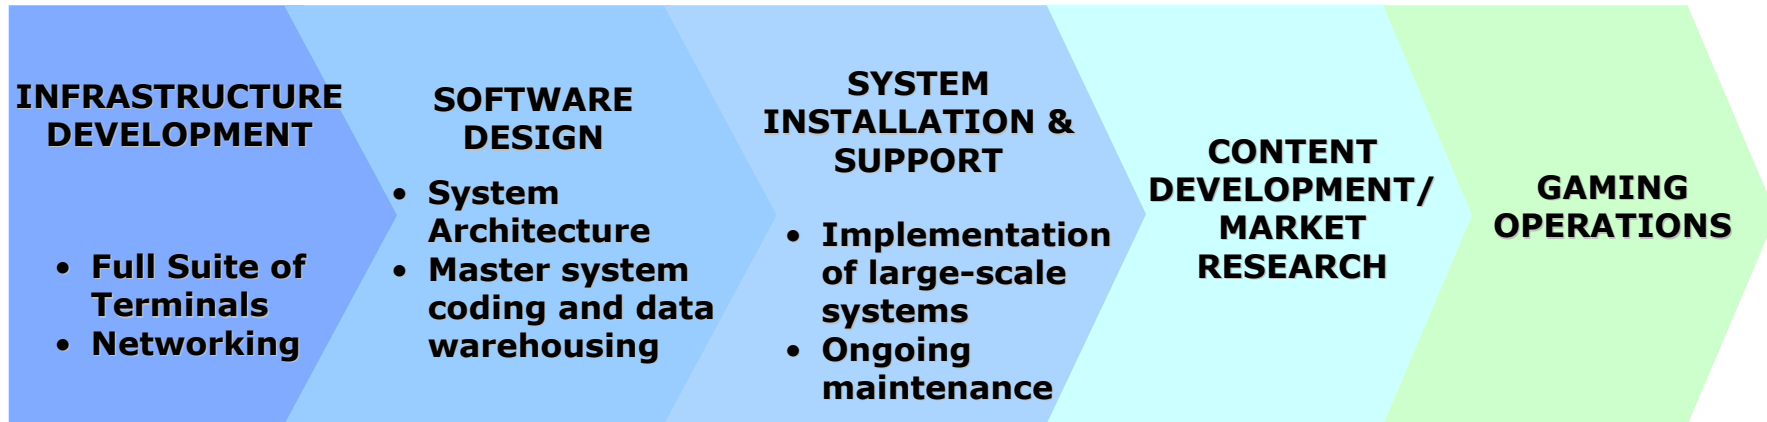 INFRASTRUCTURE
DEVELOPMENT
• Full Suite of
Terminals
• Networking
SOFTWARE
DESIGN
• System
Architecture
• Master system
coding and data
warehousing
SYSTEM
INSTALLATION &
SUPPORT
• Implementation
of large-scale
systems
• Ongoing
maintenance
CONTENT
DEVELOPMENT/
MARKET
RESEARCH
GAMING
OPERATIONS